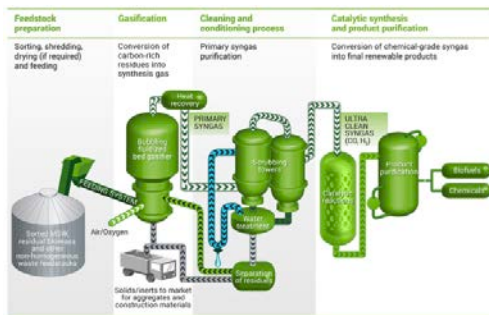 Feedstock
preparation
Gasification
Cleaning and
conditioning process
Catalytic synthesis
and product purification
Sorting, shredding,
drying (if required)
and feeding
Conversion of
carbon-rich
residues into
synthesis gas
Primary syngas
purification
Conversion of chemical-grade syngas
into final renewable products
Heat
recovery
PRIMARY
SYNGAS
ULTRA
CLEAN
SYNGAS
(CO, H₂)
Bubbling
fluidized
bed gasifier
Scrubbing
towers
Product
purification
Catalytic
reactors
Biofuels
Chemicals
FEEDING SYSTEM
Water
treatment
Air/Oxygen
Sorted MSW,
residual biomass
and other
non-homogenous
waste feedstocks
Separation
of residues
Solids/inerts to market
for aggregates and
construction materials